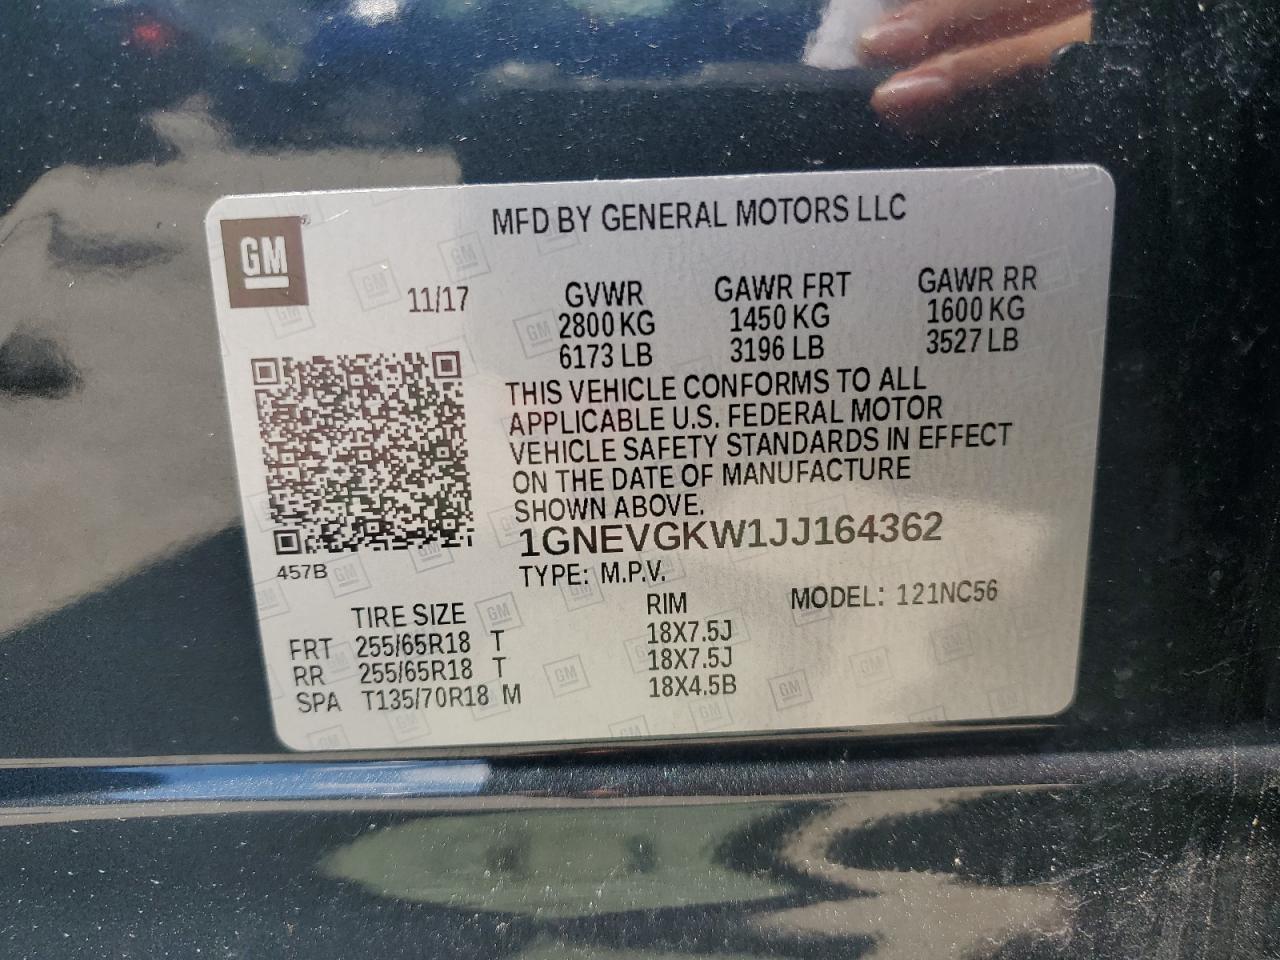 MFD BY GENERAL MOTORS LLC
GM®
11/17
GVWR GAWR FRT GAWR RR
2800 KG 1450 KG 1600 KG
6173 LB 3196 LB 3527 LB
THIS VEHICLE CONFORMS TO ALL
APPLICABLE U.S. FEDERAL MOTOR
VEHICLE SAFETY STANDARDS IN EFFECT
ON THE DATE OF MANUFACTURE
SHOWN ABOVE.
1GNEVGKW1JJ164362
457B
TYPE: M.P.V.
MODEL: 121NC56
TIRE SIZE RIM
FRT 255/65R18 T 18X7.5J
RR 255/65R18 T 18X7.5J
SPA T135/70R18 M 18X4.5B